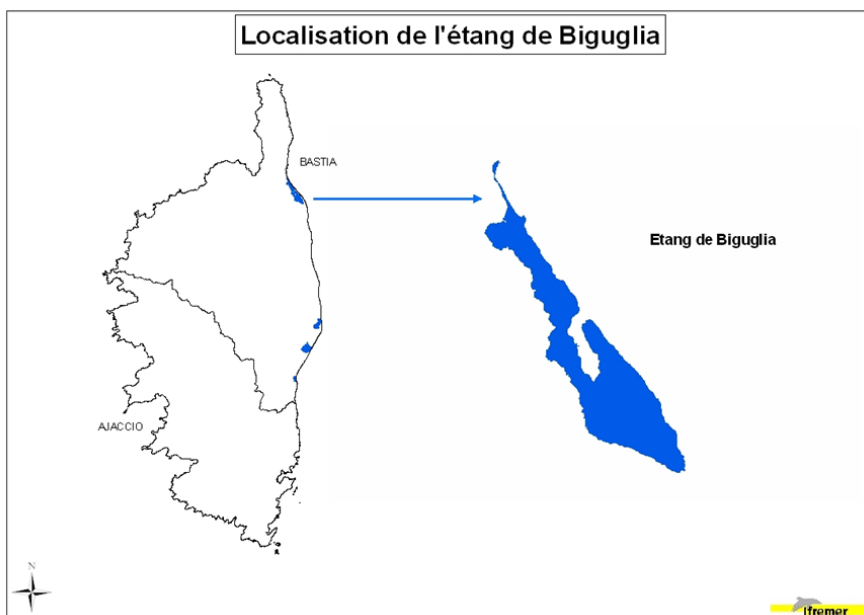 Localisation de l'étang de Biguglia
BASTIA
Etang de Biguglia
AJACCIO
N
Ifremer